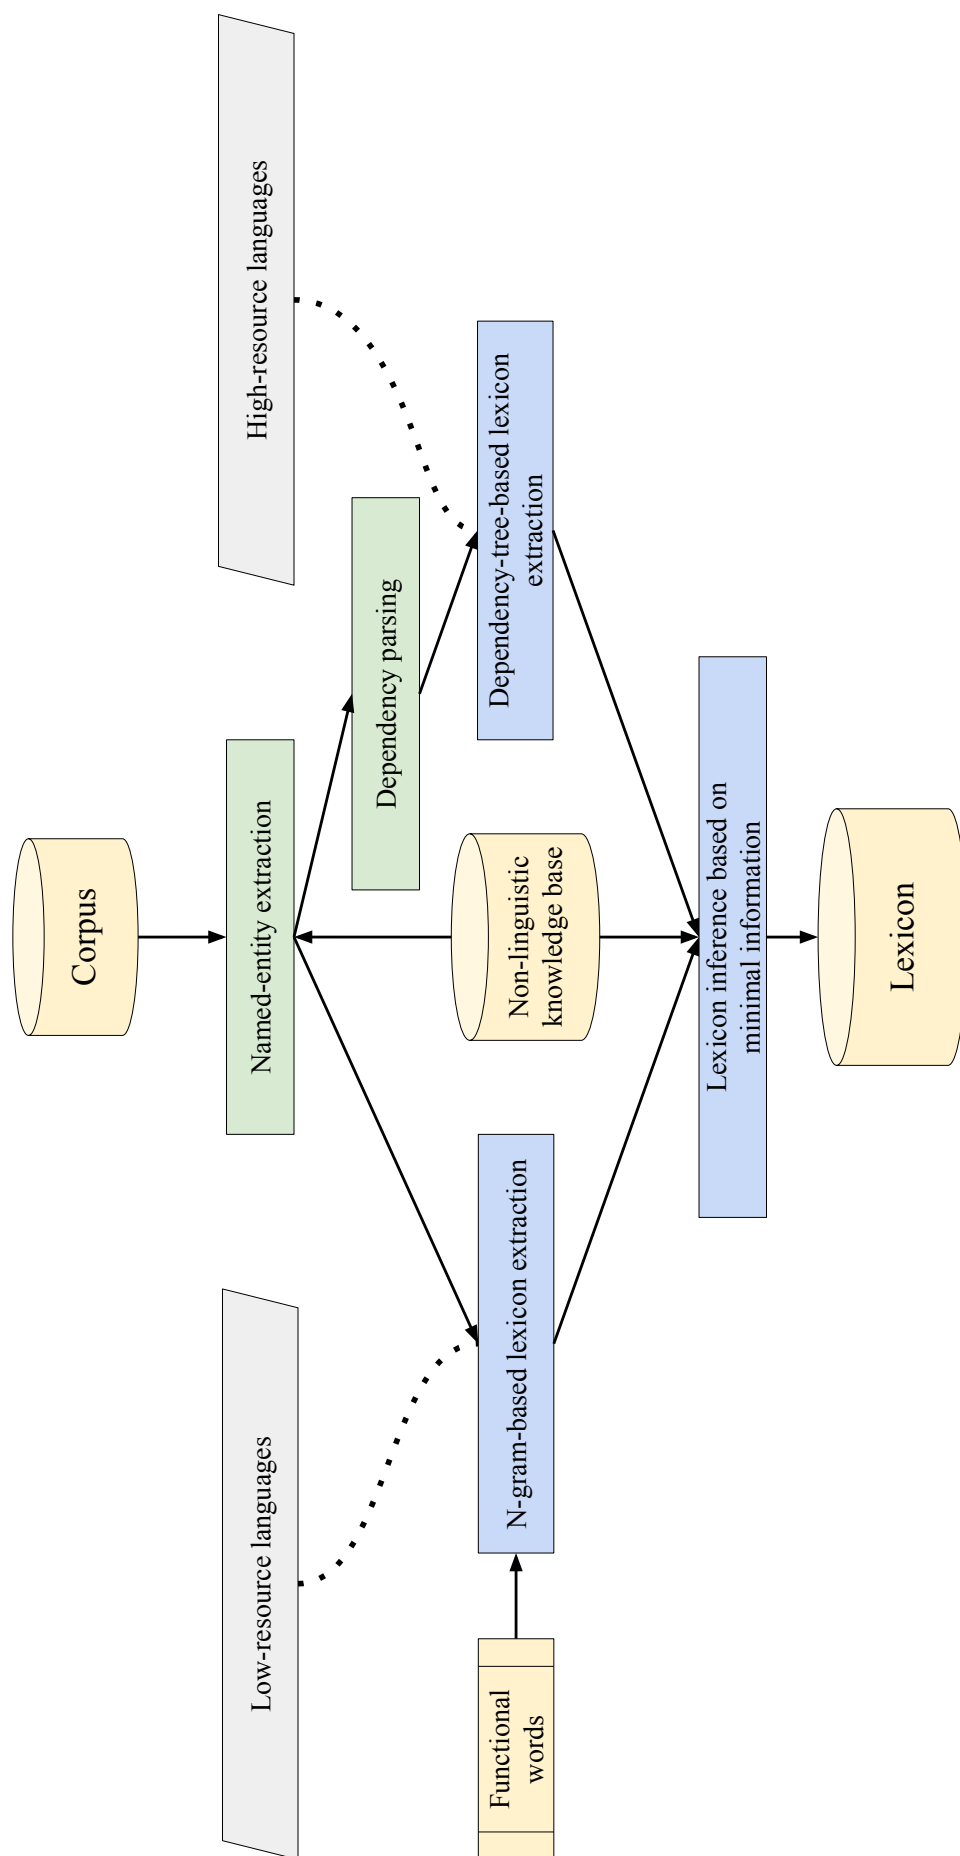 Corpus
Low-resource languages
Named-entity extraction
High-resource languages
Dependency parsing
Functional
words
N-gram-based lexicon extraction
Non-linguistic
knowledge base
Dependency-tree-based lexicon
extraction
Lexicon inference based on
minimal information
Lexicon